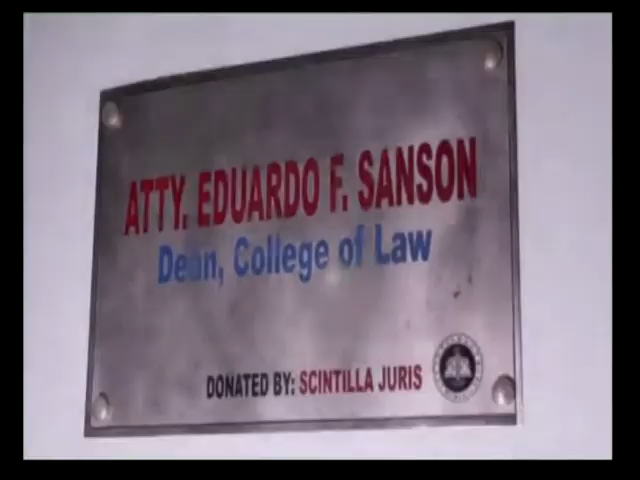 ATTY. EDUARDO F. SANSON
Dean, College of Law
DONATED BY: SCINTILLA JURIS